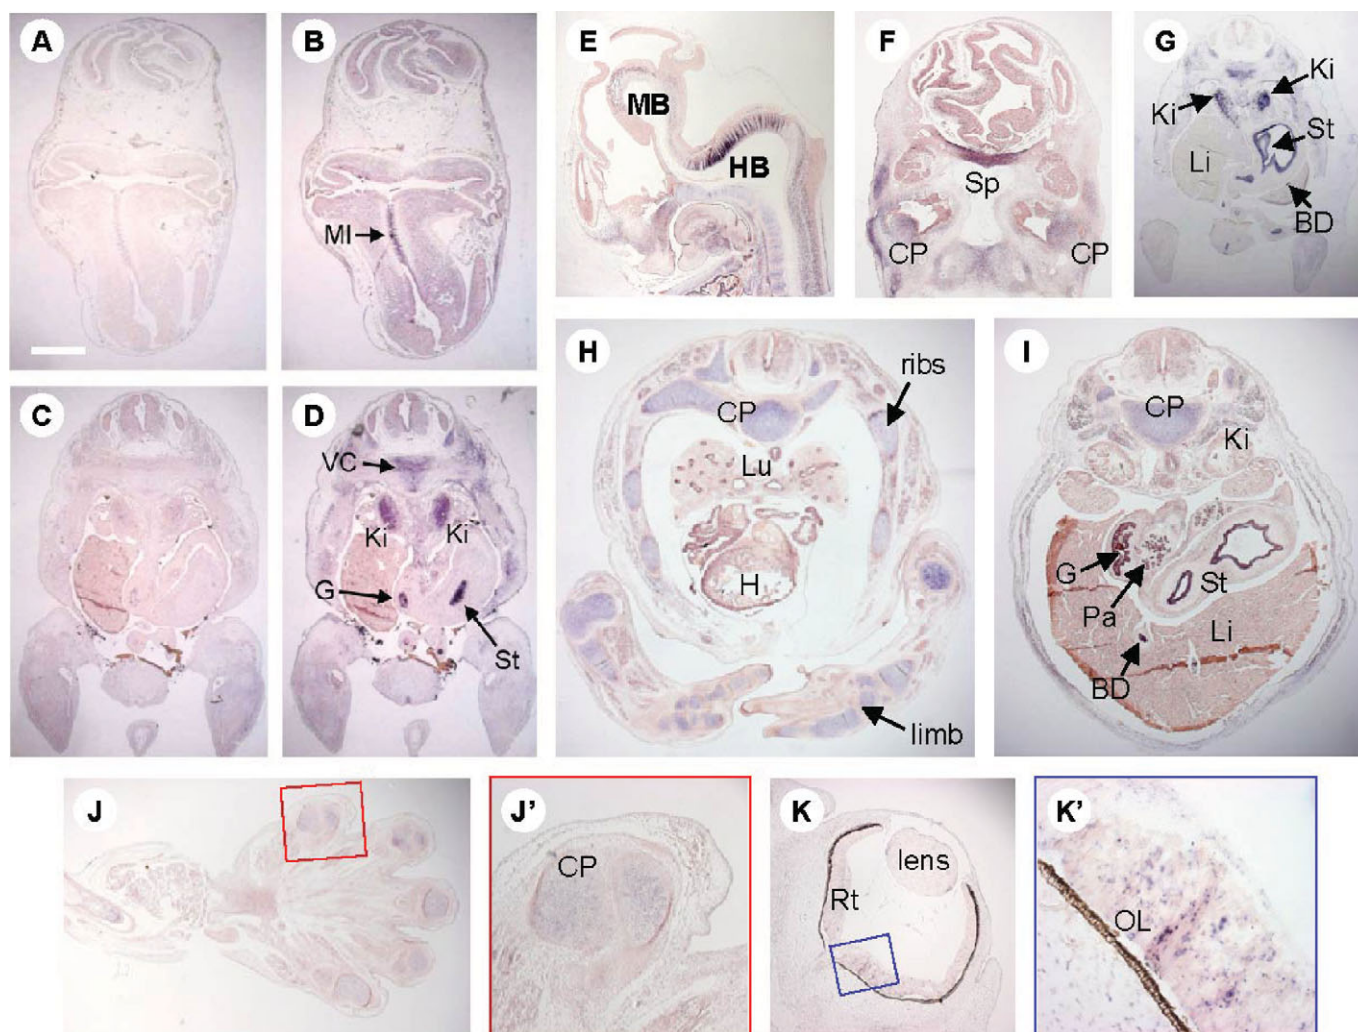 A
B
MI
C
D
VC
Ki
Ki
G
St
E
MB
HB
F
Sp
CP
CP
G
Ki
Ki
St
Li
BD
H
ribs
CP
Lu
H
limb
I
CP
Ki
G
Pa
St
Li
BD
J
J'
CP
K
lens
Rt
K'
OL